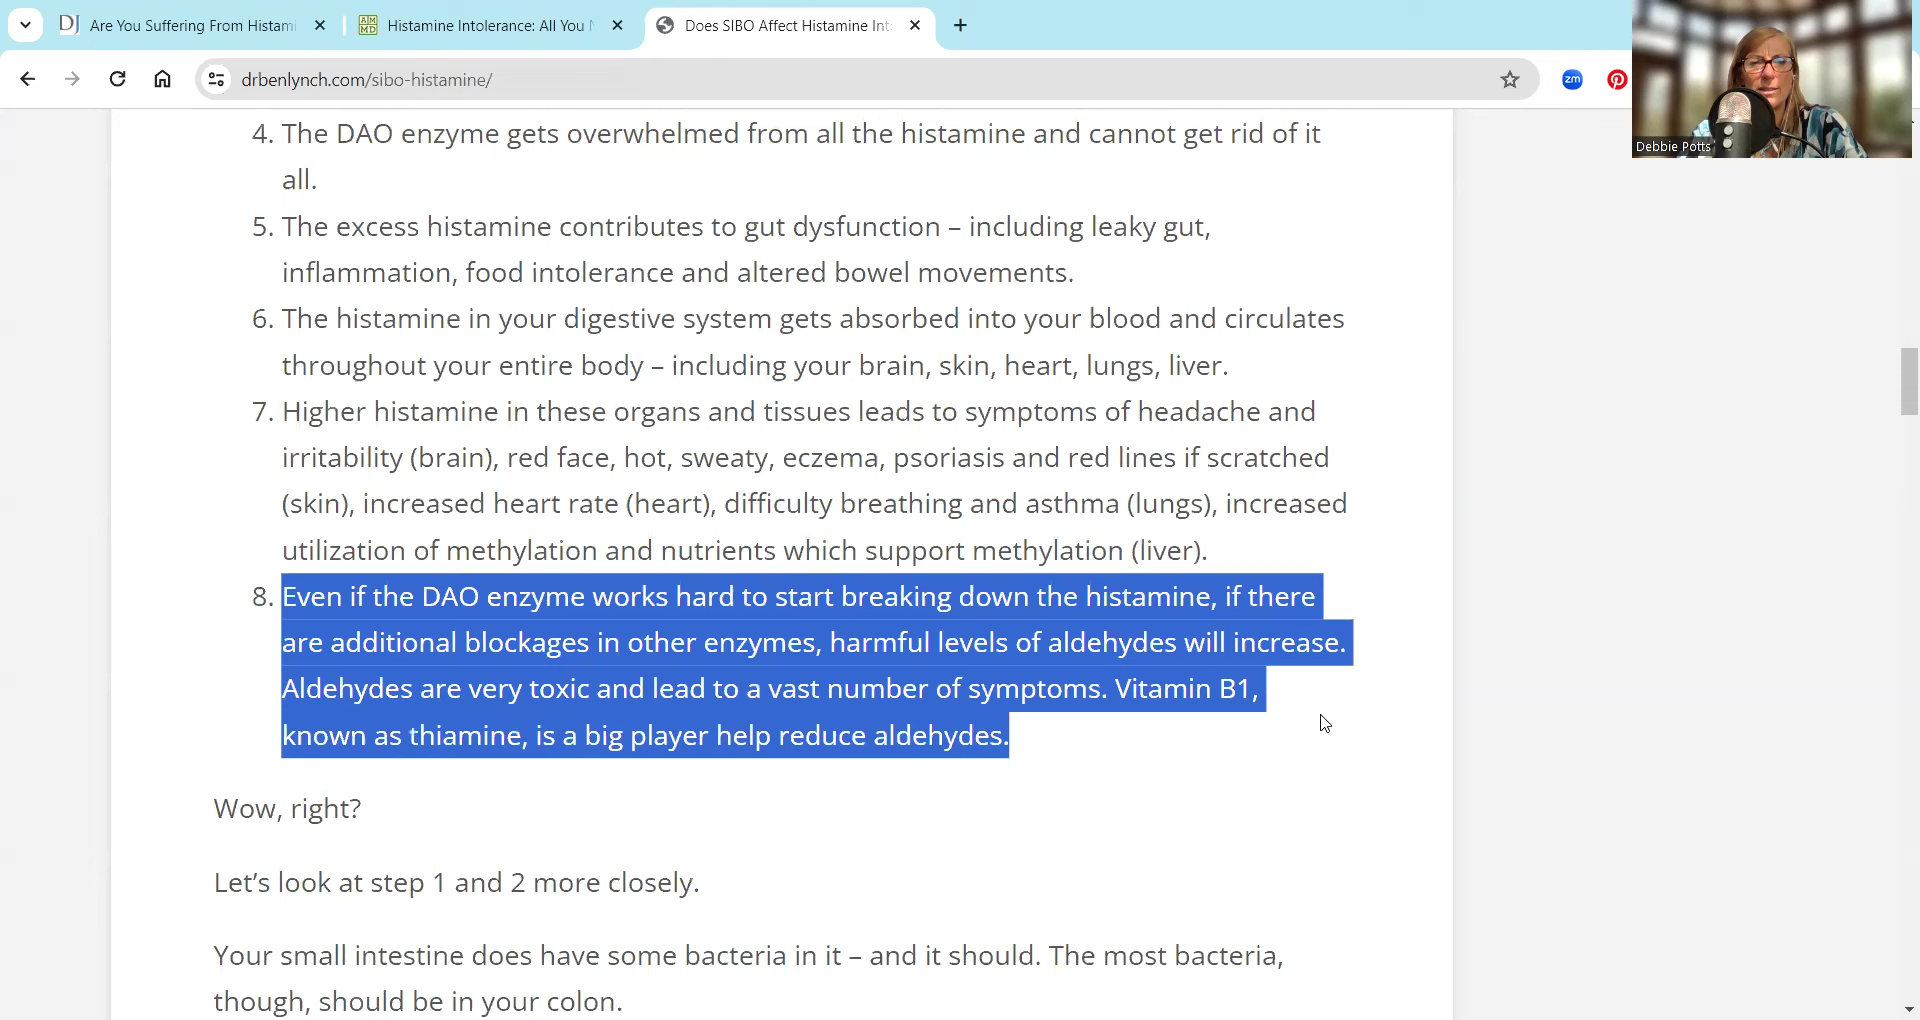 Are You Suffering From Histami
Histamine Intolerance: All You
Does SIBO Affect Histamine Int
drbenlynch.com/sibo-histamine/
zm
Debbie Potts
4. The DAO enzyme gets overwhelmed from all the histamine and cannot get rid of it
all.
5. The excess histamine contributes to gut dysfunction – including leaky gut,
inflammation, food intolerance and altered bowel movements.
6. The histamine in your digestive system gets absorbed into your blood and circulates
throughout your entire body – including your brain, skin, heart, lungs, liver.
7. Higher histamine in these organs and tissues leads to symptoms of headache and
irritability (brain), red face, hot, sweaty, eczema, psoriasis and red lines if scratched
(skin), increased heart rate (heart), difficulty breathing and asthma (lungs), increased
utilization of methylation and nutrients which support methylation (liver).
8. Even if the DAO enzyme works hard to start breaking down the histamine, if there
are additional blockages in other enzymes, harmful levels of aldehydes will increase.
Aldehydes are very toxic and lead to a vast number of symptoms. Vitamin B1,
known as thiamine, is a big player help reduce aldehydes.
Wow, right?
Let’s look at step 1 and 2 more closely.
Your small intestine does have some bacteria in it – and it should. The most bacteria,
though, should be in your colon.